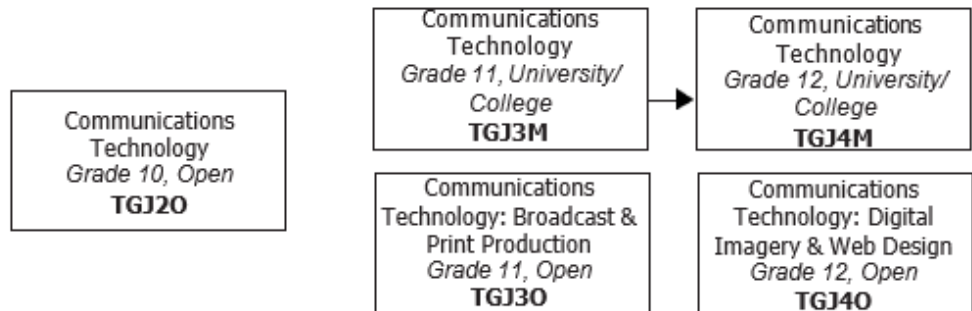 Communications
Technology
Grade 10, Open
TGJ2O
Communications
Technology
Grade 11, University/
College
TGJ3M
Communications
Technology
Grade 12, University/
College
TGJ4M
Communications
Technology: Broadcast &
Print Production
Grade 11, Open
TGJ3O
Communications
Technology: Digital
Imagery & Web Design
Grade 12, Open
TGJ4O